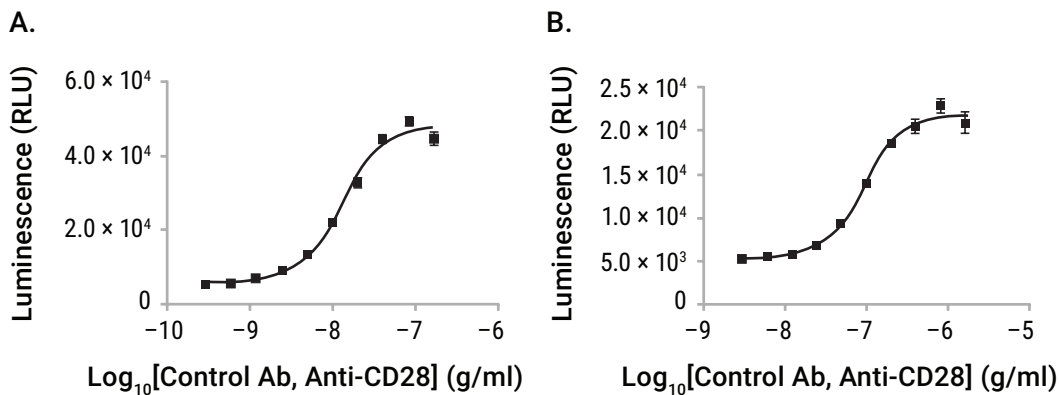 A.
Luminescence (RLU)
6.0 × 10⁴
4.0 × 10⁴
2.0 × 10⁴
0
−10 −9 −8 −7 −6
Log₁₀[Control Ab, Anti-CD28] (g/ml)
B.
Luminescence (RLU)
2.5 × 10⁴
2.0 × 10⁴
1.5 × 10⁴
1.0 × 10⁴
5.0 × 10³
0
−9 −8 −7 −6 −5
Log₁₀[Control Ab, Anti-CD28] (g/ml)